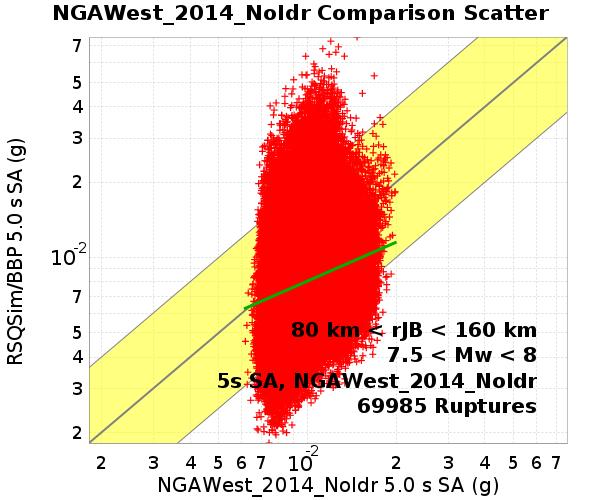 NGAWest_2014_NoIdr Comparison Scatter
RSQSim/BBP 5.0 s SA (g)
7
5
4
3
2
10-2
7
5
4
3
2
80 km < rJB < 160 km
7.5 < Mw < 8
5s SA, NGAWest_2014_NoIdr
69985 Ruptures
2 3 4 5 6 7 10-2 2 3 4 5 6 7
NGAWest_2014_NoIdr 5.0 s SA (g)